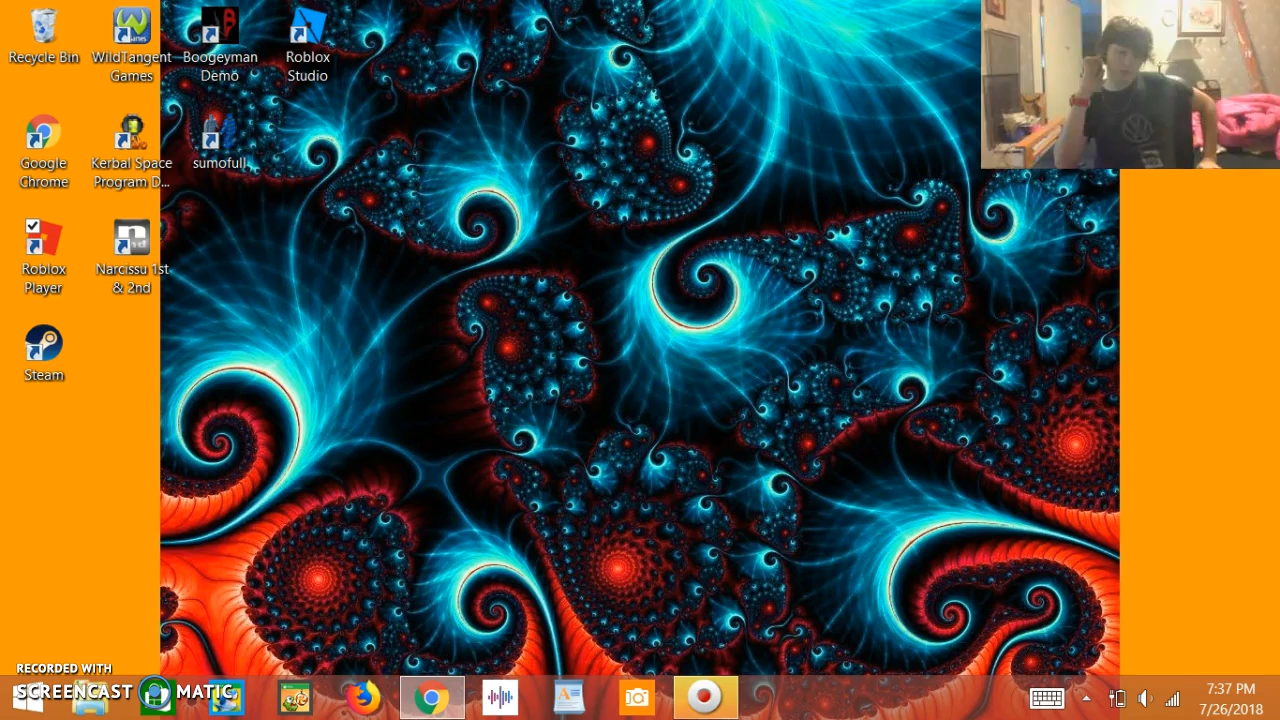 Recycle Bin
WildTangent
Games
Boogeyman
Demo
Roblox
Studio
Google
Chrome
Kerbal Space
Program D...
sumofull
Roblox
Player
Narcissu 1st
& 2nd
Steam
RECORDED WITH
SCREENCAST MATIC
7:37 PM
7/26/2018